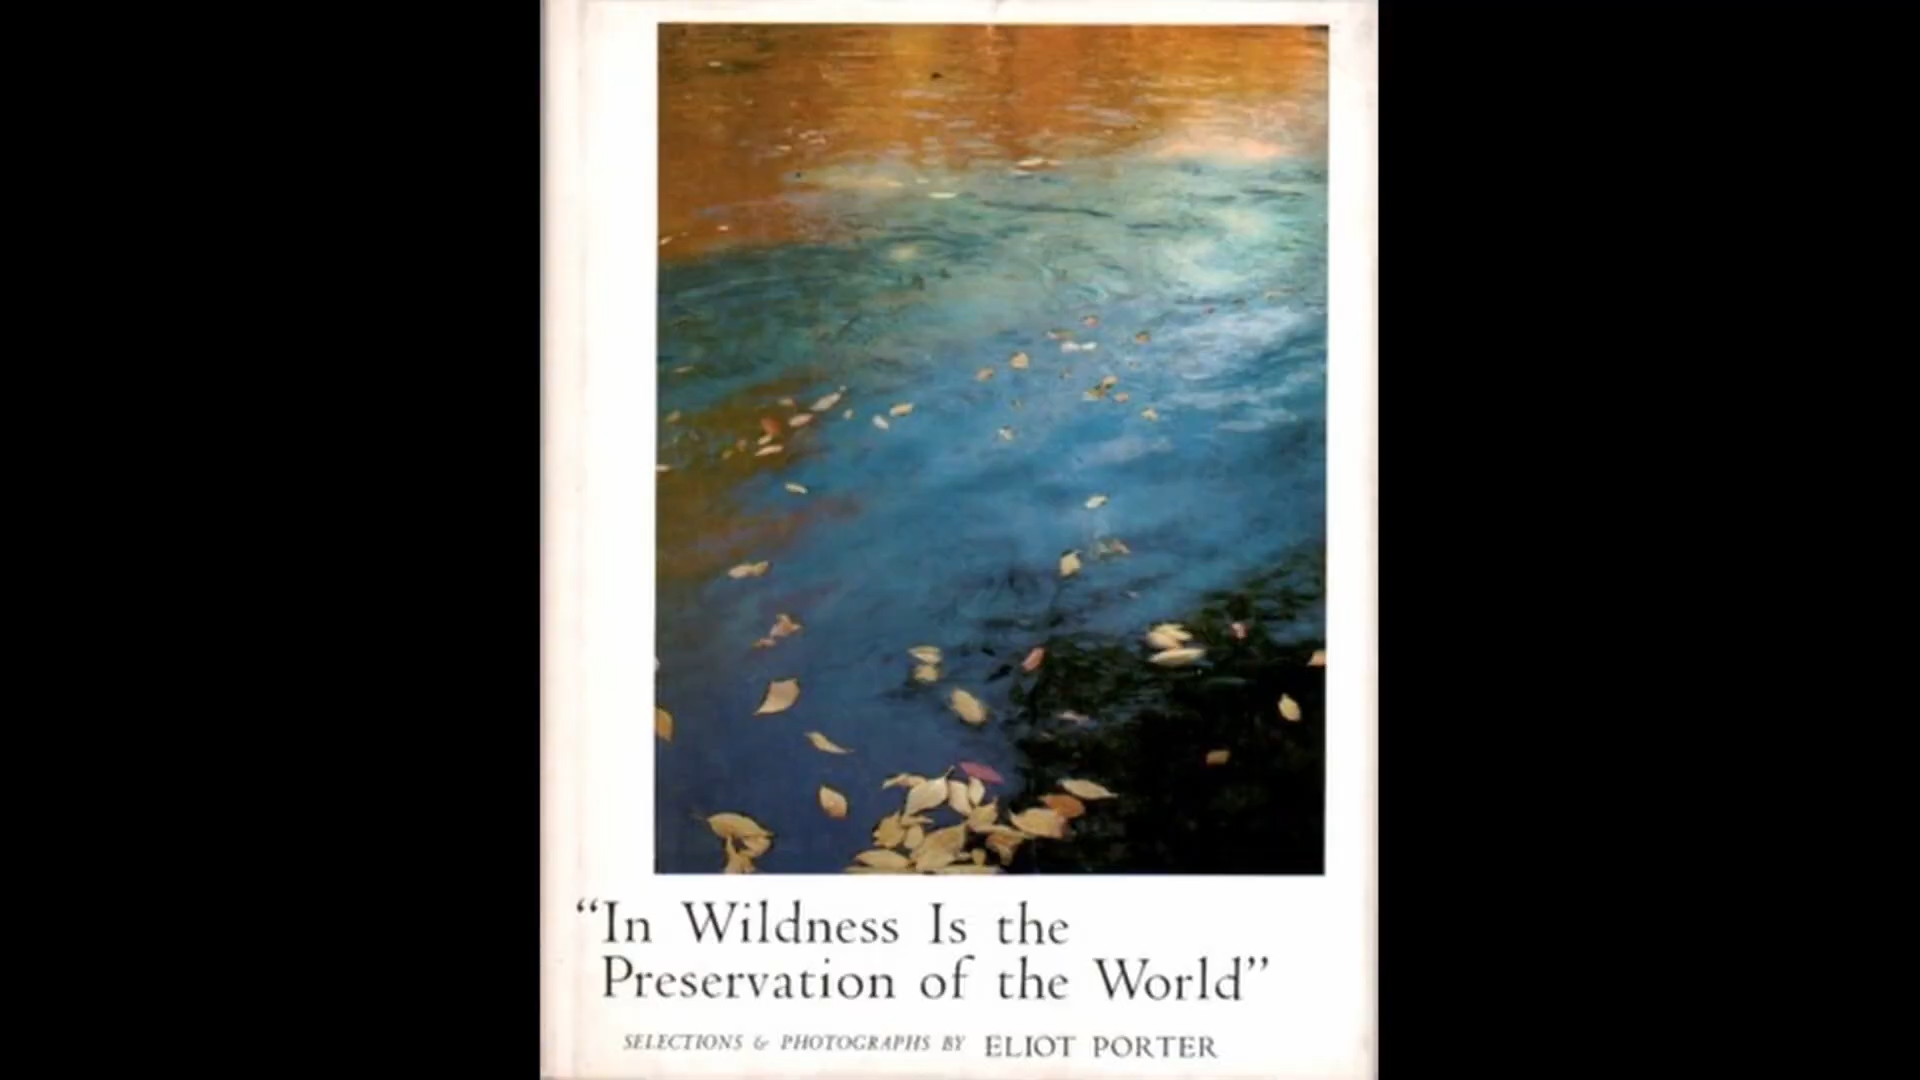 “In Wildness Is the
Preservation of the World”
SELECTIONS & PHOTOGRAPHS BY ELIOT PORTER